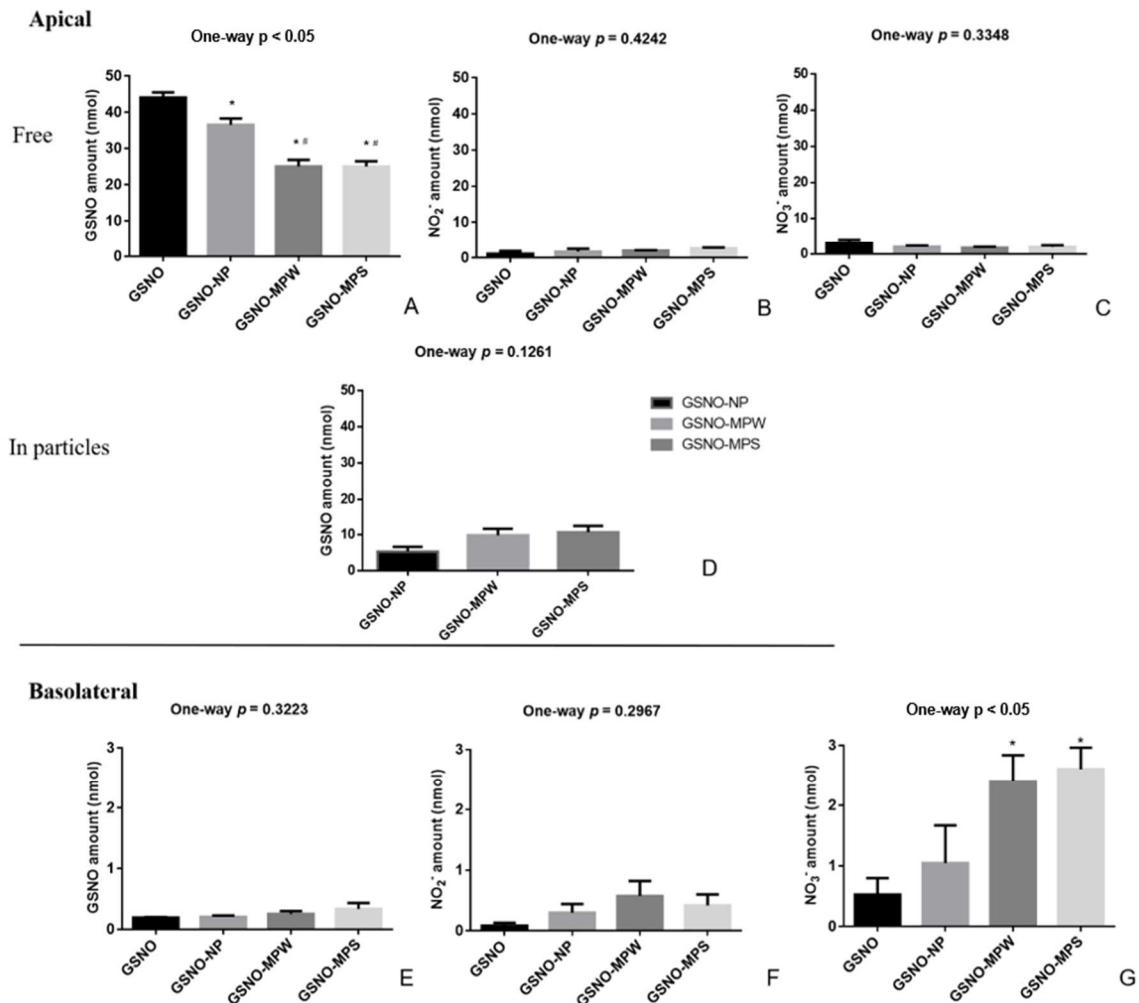 Apical
One-way p < 0.05
One-way p = 0.4242
One-way p = 0.3348
Free
GSNO amount (nmol)
50
40
30
20
10
0
*
* #
* #
GSNO
GSNO-NP
GSNO-MPW
GSNO-MPS
A
NO₂⁻ amount (nmol)
50
40
30
20
10
0
GSNO
GSNO-NP
GSNO-MPW
GSNO-MPS
B
NO₃⁻ amount (nmol)
50
40
30
20
10
0
GSNO
GSNO-NP
GSNO-MPW
GSNO-MPS
C
One-way p = 0.1261
In particles
GSNO amount (nmol)
50
40
30
20
10
0
GSNO-NP
GSNO-MPW
GSNO-MPS
GSNO-NP
GSNO-MPW
GSNO-MPS
D
Basolateral
One-way p = 0.3223
One-way p = 0.2967
One-way p < 0.05
GSNO amount (nmol)
3
2
1
0
GSNO
GSNO-NP
GSNO-MPW
GSNO-MPS
E
NO₂⁻ amount (nmol)
3
2
1
0
GSNO
GSNO-NP
GSNO-MPW
GSNO-MPS
F
NO₃⁻ amount (nmol)
3
2
1
0
*
*
GSNO
GSNO-NP
GSNO-MPW
GSNO-MPS
G